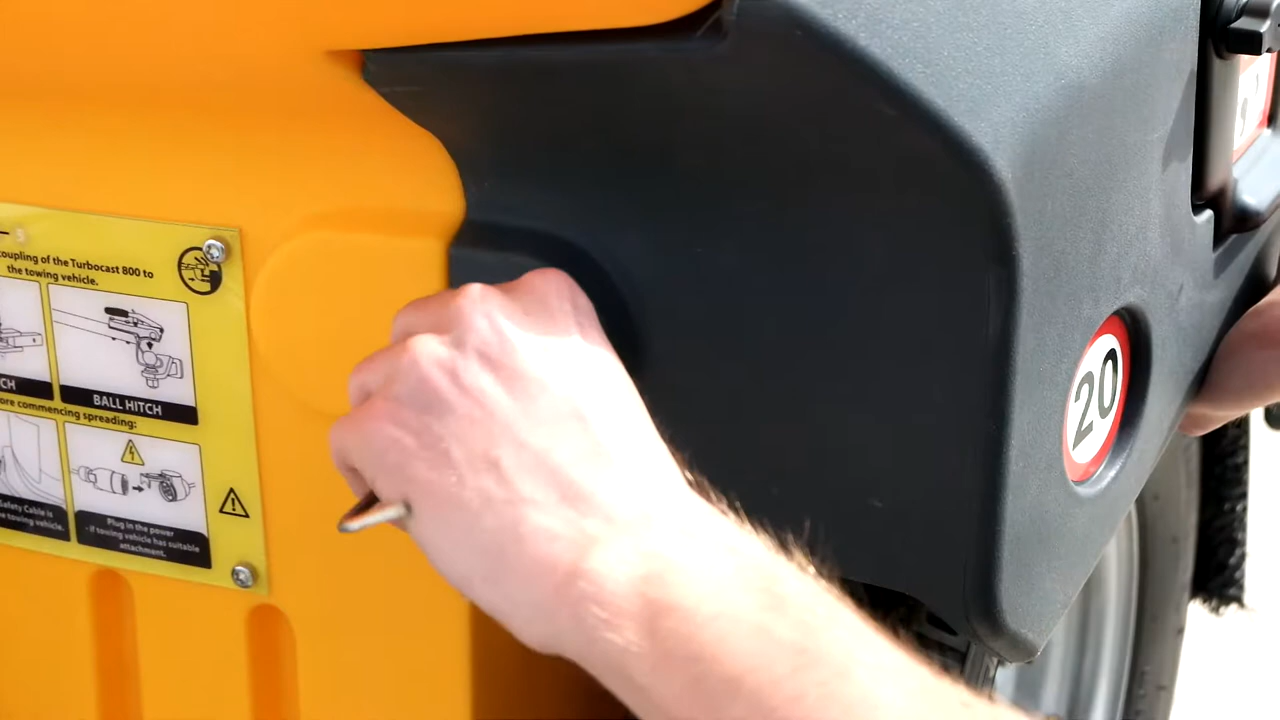 coupling of the Turbocast 800 to
the towing vehicle.
CH
BALL HITCH
ore commencing spreading:
Safety Cable is
e towing vehicle.
Plug in the power
- if towing vehicle has suitable
attachment.
20